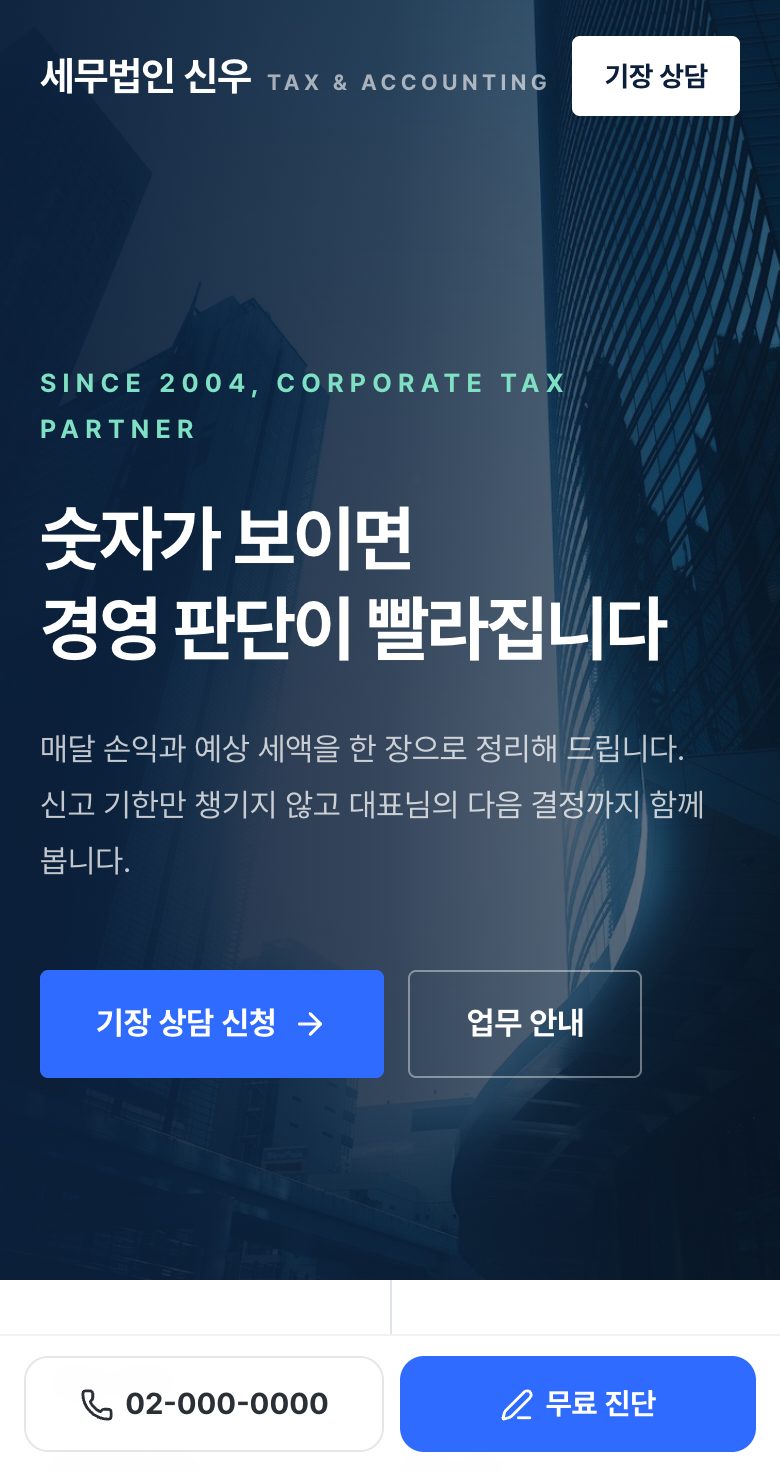 세무법인 신우 TAX & ACCOUNTING
기장 상담
SINCE 2004, CORPORATE TAX
PARTNER
숫자가 보이면
경영 판단이 빨라집니다
매달 손익과 예상 세액을 한 장으로 정리해 드립니다.
신고 기한만 챙기지 않고 대표님의 다음 결정까지 함께
봅니다.
기장 상담 신청
업무 안내
02-000-0000
무료 진단